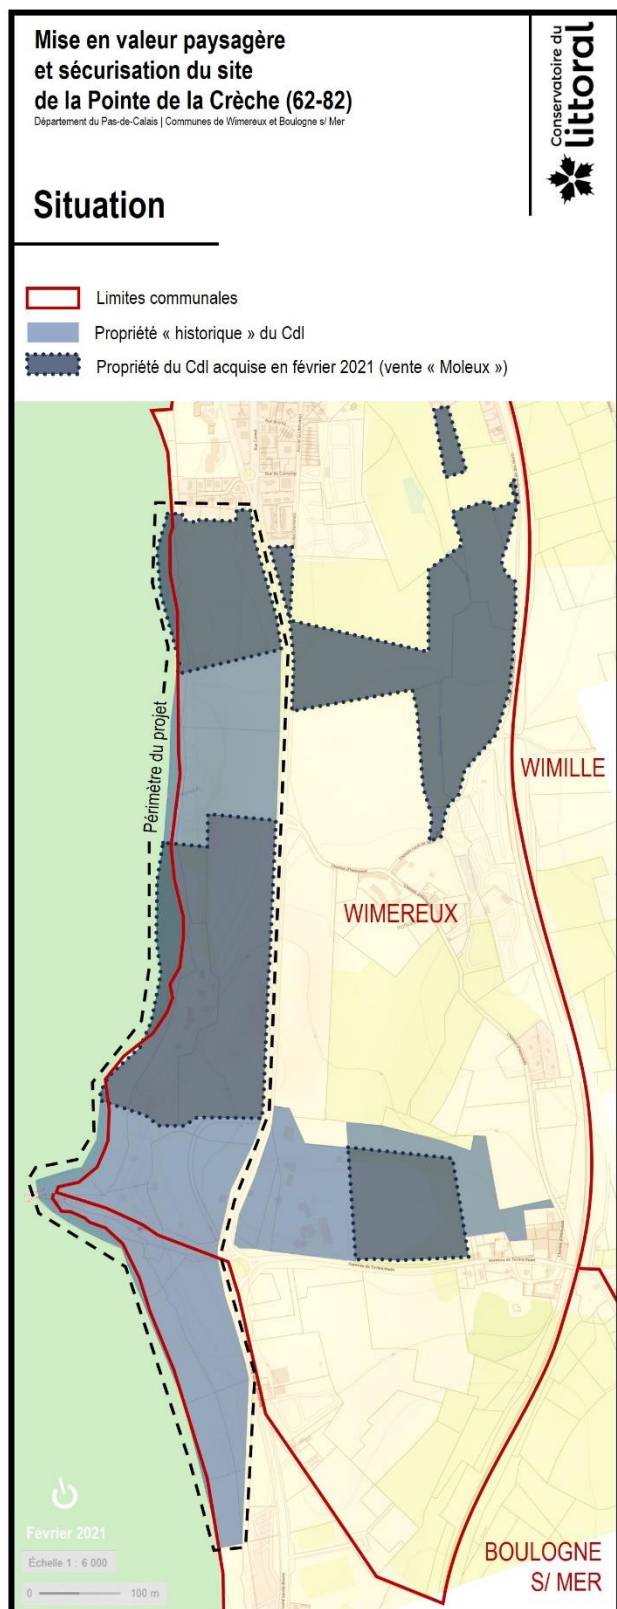 Mise en valeur paysagère
et sécurisation du site
de la Pointe de la Crèche (62-82)
Département du Pas-de-Calais | Communes de Wimereux et Boulogne s/ Mer
Conservatoire du
littoral
Situation
Limites communales
Propriété « historique » du Cdl
Propriété du Cdl acquise en février 2021 (vente « Moleux »)
Périmètre du projet
WIMILLE
WIMEREUX
BOULOGNE
S/ MER
Février 2021
Échelle 1 : 6 000
0 100 m